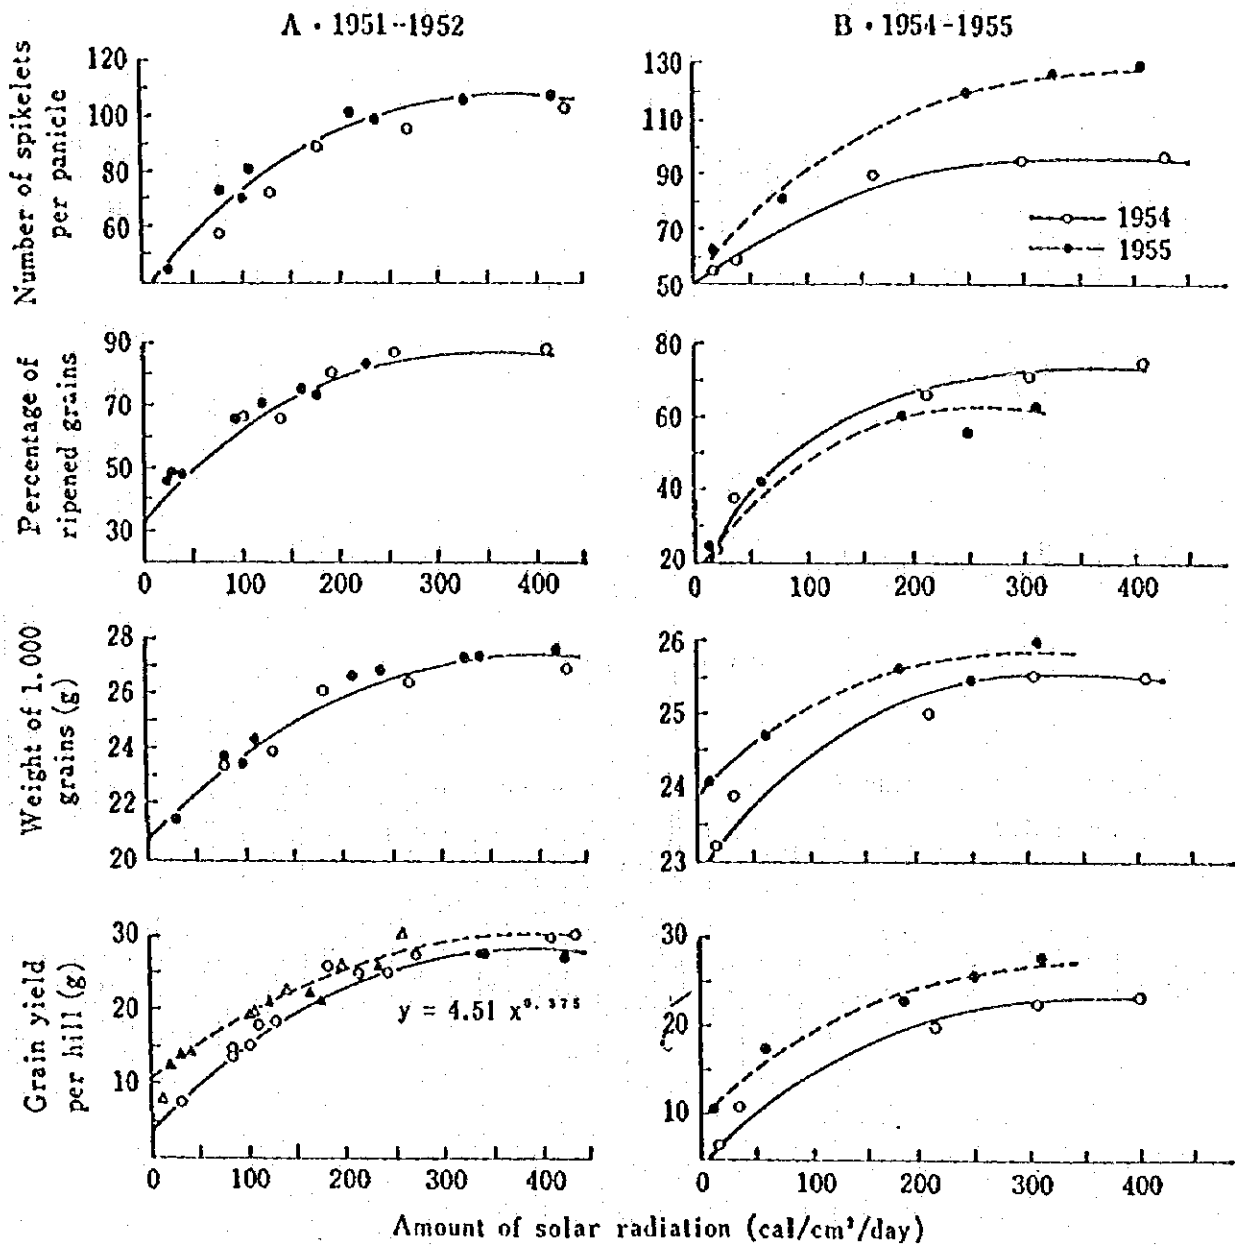 A · 1951--1952
B · 1954-1955
Number of spikelets
per panicle
120
100
80
60
130
110
90
70
50
1954
1955
Percentage of
ripened grains
90
70
50
30
0 100 200 300 400
80
60
40
20
100 200 300 400
Weight of 1.000
grains (g)
28
26
24
22
20
26
25
24
23
Grain yield
per hill (g)
30
20
10
y = 4.51 x⁰·³⁷⁵
0 100 200 300 400
30
20
10
0 100 200 300 400
Amount of solar radiation (cal/cm²/day)